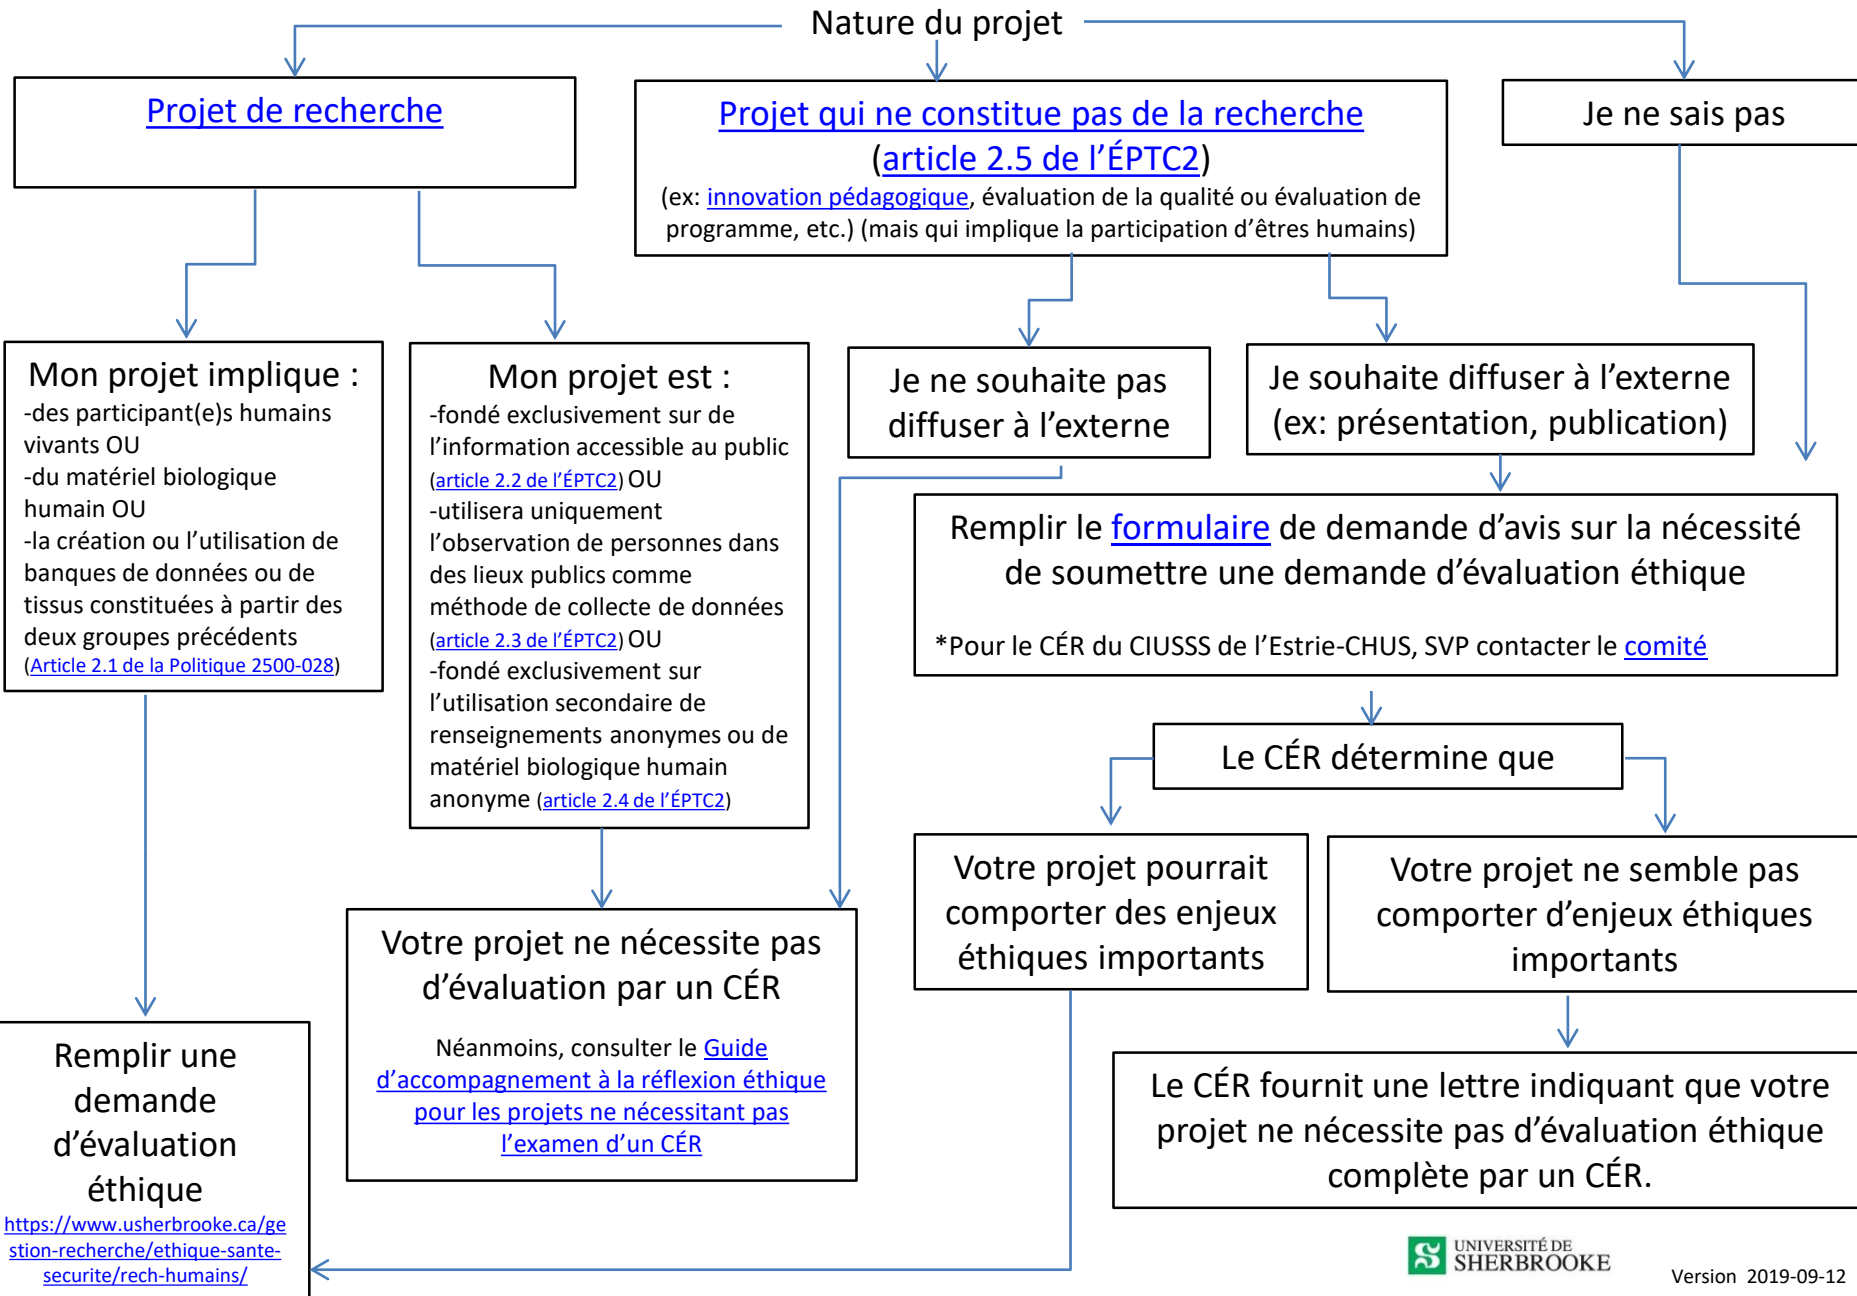 Nature du projet
Projet de recherche
Projet qui ne constitue pas de la recherche
(article 2.5 de l'ÉPTC2)
(ex: innovation pédagogique, évaluation de la qualité ou évaluation de
programme, etc.) (mais qui implique la participation d'êtres humains)
Je ne sais pas
Mon projet implique :
-des participant(e)s humains
vivants OU
-du matériel biologique
humain OU
-la création ou l'utilisation de
banques de données ou de
tissus constituées à partir des
deux groupes précédents
(Article 2.1 de la Politique 2500-028)
Mon projet est :
-fondé exclusivement sur de
l'information accessible au public
(article 2.2 de l'ÉPTC2) OU
-utilisera uniquement
l'observation de personnes dans
des lieux publics comme
méthode de collecte de données
(article 2.3 de l'ÉPTC2) OU
-fondé exclusivement sur
l'utilisation secondaire de
renseignements anonymes ou de
matériel biologique humain
anonyme (article 2.4 de l'ÉPTC2)
Je ne souhaite pas
diffuser à l'externe
Je souhaite diffuser à l'externe
(ex: présentation, publication)
Remplir le formulaire de demande d'avis sur la nécessité
de soumettre une demande d'évaluation éthique
*Pour le CÉR du CIUSSS de l'Estrie-CHUS, SVP contacter le comité
Le CÉR détermine que
Votre projet pourrait
comporter des enjeux
éthiques importants
Votre projet ne semble pas
comporter d'enjeux éthiques
importants
Votre projet ne nécessite pas
d'évaluation par un CÉR
Néanmoins, consulter le Guide
d'accompagnement à la réflexion éthique
pour les projets ne nécessitant pas
l'examen d'un CÉR
Remplir une
demande
d'évaluation
éthique
https://www.usherbrooke.ca/ge
stion-recherche/ethique-sante-
securite/rech-humains/
Le CÉR fournit une lettre indiquant que votre
projet ne nécessite pas d'évaluation éthique
complète par un CÉR.
UNIVERSITÉ DE
SHERBROOKE
Version 2019-09-12